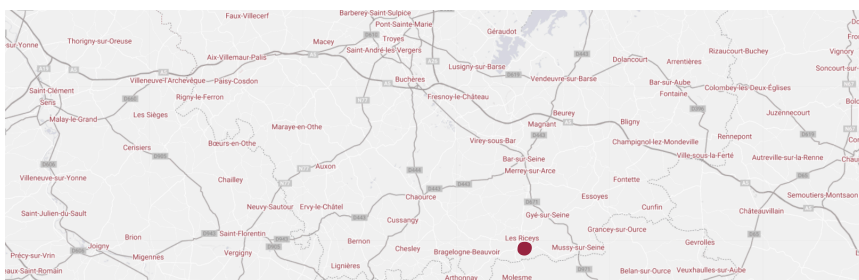 Barberey-Saint-Sulpice
Faux-Villecerf
Pont-Sainte-Marie
Géraudot
Thorigny-sur-Oreuse
Macey
Troyes
Rizaucourt-Buchey
sur-Yonne
Saint-André-les-Vergers
Vignory
Aix-Villemaur-Pâlis
Lusigny-sur-Barse
Dolancourt
Arrentières
Soncourt-sur
Villeneuve-l'Archevêque
Paisy-Cosdon
Buchères
Vendeuvre-sur-Barse
Bar-sur-Aube
Colombey-les-Deux-Églises
Saint-Clément
Rigny-le-Ferron
Fresnoy-le-Château
Fontaine
Sens
Les Sièges
Beurey
Juzennecourt
Malay-le-Grand
Maraye-en-Othe
Magnant
Bligny
Rennepont
Cerisiers
Bœurs-en-Othe
Virey-sous-Bar
Champignol-lez-Mondeville
Bar-sur-Seine
Ville-sous-la-Ferté
Autreville-sur-la-Renne
Auxon
Merrey-sur-Arce
Villeneuve-sur-Yonne
Chailley
Fontette
Chaource
Essoyes
Semoutiers-Montsaon
Neuvy-Sautour
Ervy-le-Châtel
Cunfin
Châteauvillain
Saint-Julien-du-Sault
Gyé-sur-Seine
Cussangy
Grancey-sur-Ource
Brion
Saint-Florentin
Les Riceys
Joigny
Bernon
Chesley
Mussy-sur-Seine
Gevrolles
Précy-sur-Vrin
Migennes
Vergigny
Bragelogne-Beauvoir
Lignières
vaux-Saint-Romain
Arthonnay
Molesme
Belan-sur-Ource
Veuxhaulles-sur-Aube